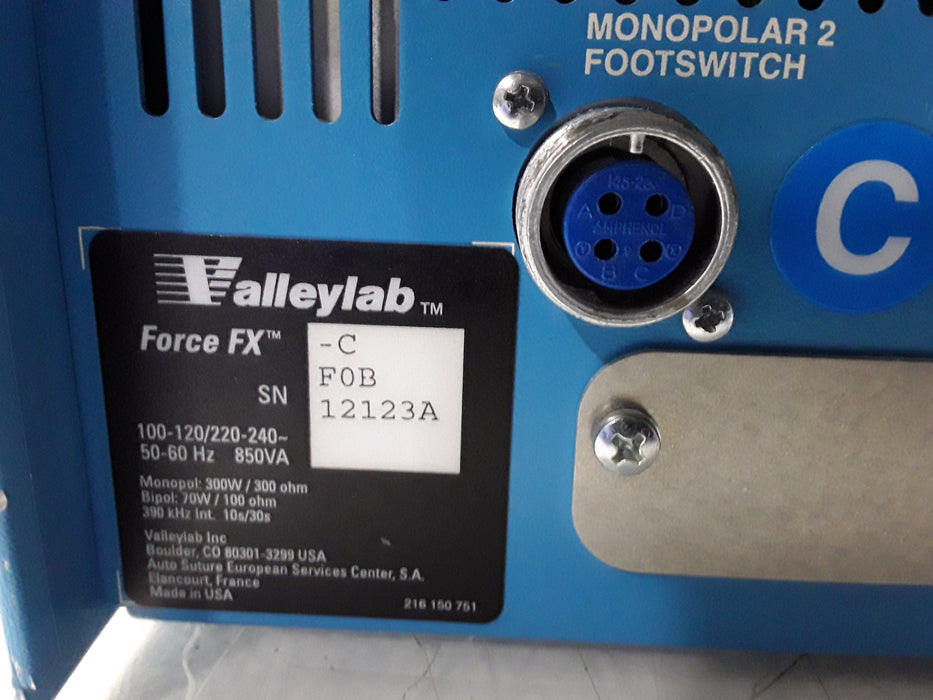 MONOPOLAR 2
FOOTSWITCH
A D
AMPHENOL
B C
C
Valleylab™
Force FX™ -C
SN F0B
12123A
100-120/220-240~
50-60 Hz 850VA
Monopol: 300W / 300 ohm
Bipol: 70W / 100 ohm
390 kHz Int. 10s/30s
Valleylab Inc
Boulder, CO 80301-3299 USA
Auto Suture European Services Center, S.A.
Elancourt, France
Made in USA
216 150 751